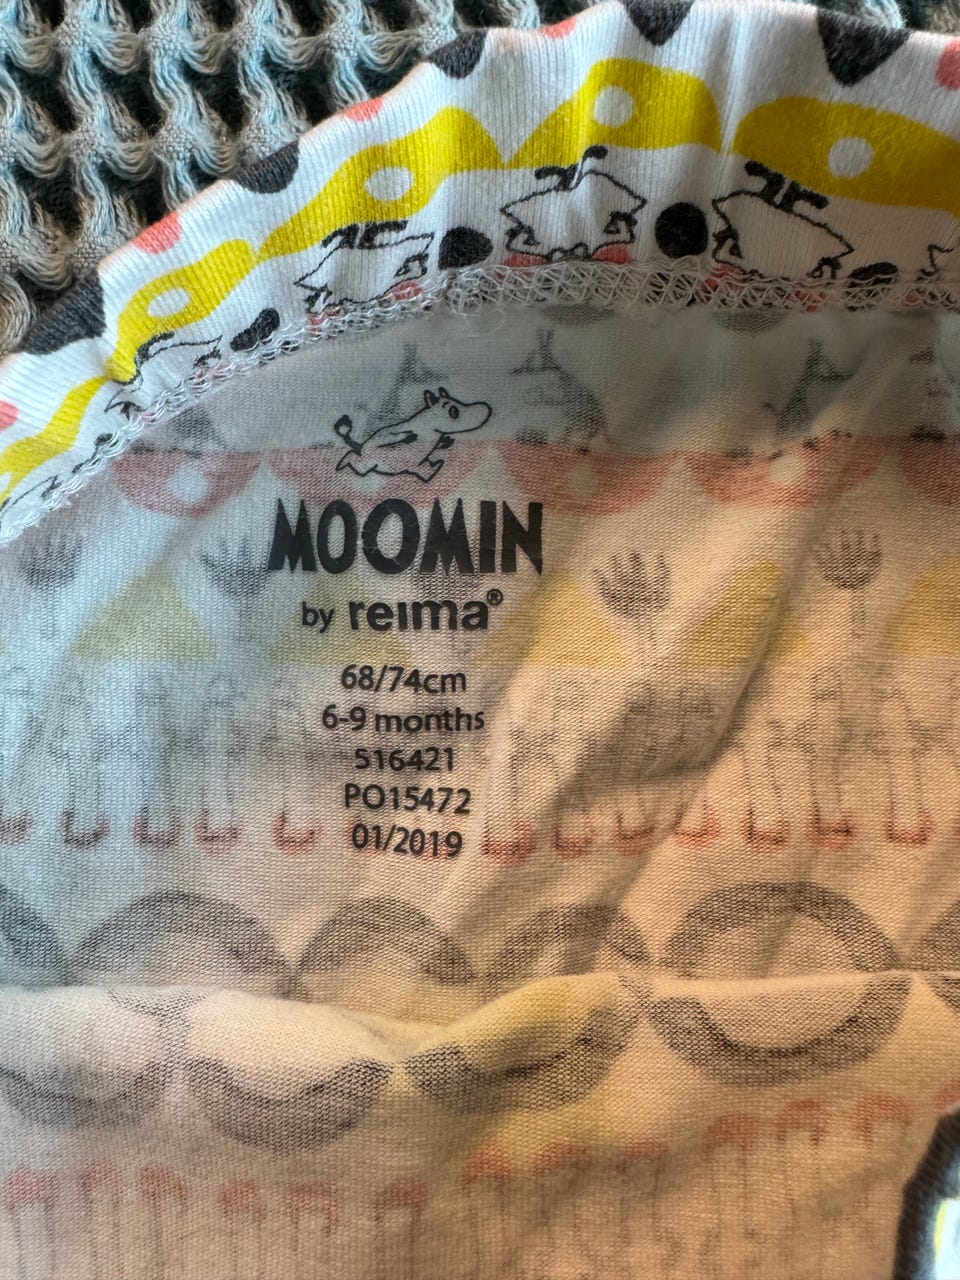 MOOMIN
by reima®
68/74cm
6-9 months
516421
PO15472
01/2019